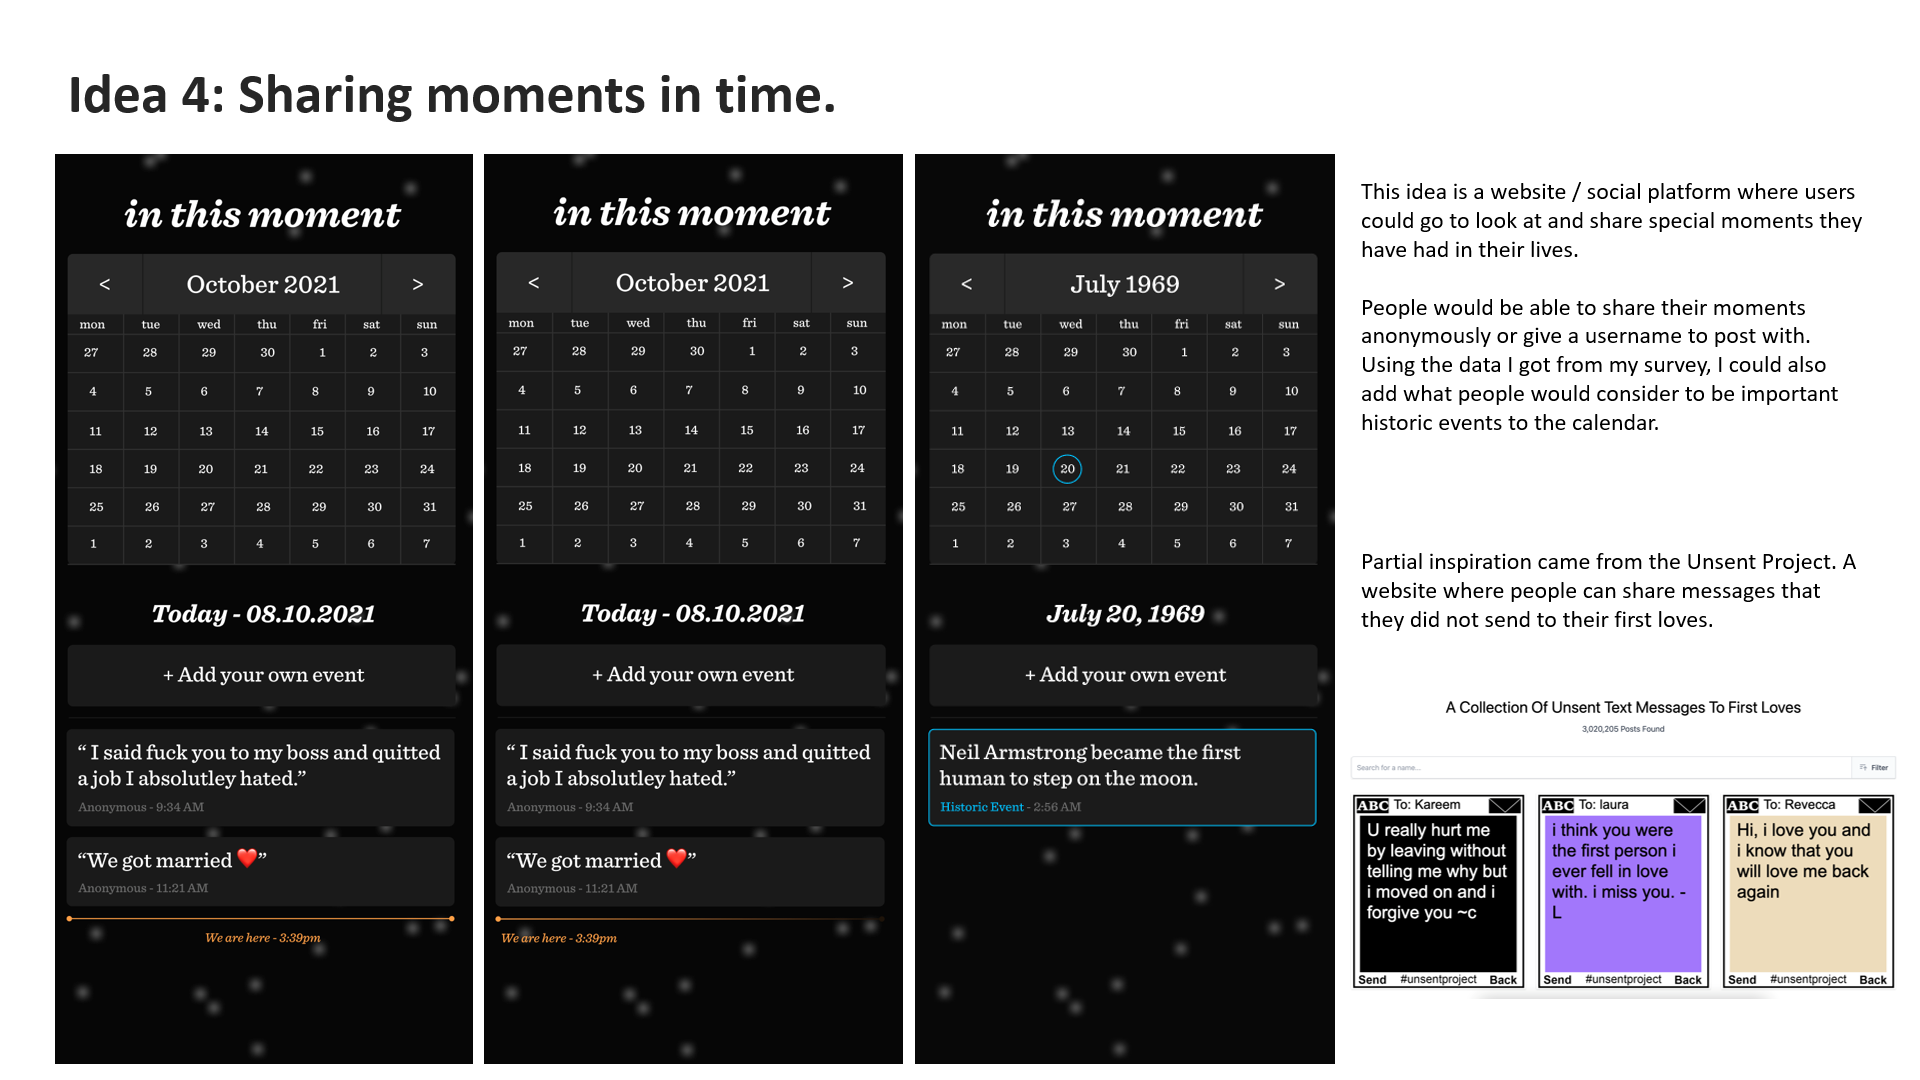 Idea 4: Sharing moments in time.
in this moment
< October 2021 >
mon tue wed thu fri sat sun
27 28 29 30 1 2 3
4 5 6 7 8 9 10
11 12 13 14 15 16 17
18 19 20 21 22 23 24
25 26 27 28 29 30 31
1 2 3 4 5 6 7
Today - 08.10.2021
+ Add your own event
“ I said fuck you to my boss and quitted
a job I absolutley hated.”
Anonymous - 9:34 AM
“We got married ❤️”
Anonymous - 11:21 AM
We are here - 3:39pm
in this moment
< October 2021 >
mon tue wed thu fri sat sun
27 28 29 30 1 2 3
4 5 6 7 8 9 10
11 12 13 14 15 16 17
18 19 20 21 22 23 24
25 26 27 28 29 30 31
1 2 3 4 5 6 7
Today - 08.10.2021
+ Add your own event
“ I said fuck you to my boss and quitted
a job I absolutley hated.”
Anonymous - 9:34 AM
“We got married ❤️”
Anonymous - 11:21 AM
We are here - 3:39pm
in this moment
< July 1969 >
mon tue wed thu fri sat sun
27 28 29 30 1 2 3
4 5 6 7 8 9 10
11 12 13 14 15 16 17
18 19 20 21 22 23 24
25 26 27 28 29 30 31
1 2 3 4 5 6 7
July 20, 1969
+ Add your own event
Neil Armstrong became the first
human to step on the moon.
Historic Event - 2:56 AM
This idea is a website / social platform where users
could go to look at and share special moments they
have had in their lives.
People would be able to share their moments
anonymously or give a username to post with.
Using the data I got from my survey, I could also
add what people would consider to be important
historic events to the calendar.
Partial inspiration came from the Unsent Project. A
website where people can share messages that
they did not send to their first loves.
A Collection Of Unsent Text Messages To First Loves
3,020,205 Posts Found
Search for a name...
Filter
ABC To: Kareem
U really hurt me
by leaving without
telling me why but
i moved on and i
forgive you ~c
Send #unsentproject Back
ABC To: laura
i think you were
the first person i
ever fell in love
with. i miss you. -
L
Send #unsentproject Back
ABC To: Revecca
Hi, i love you and
i know that you
will love me back
again
Send #unsentproject Back